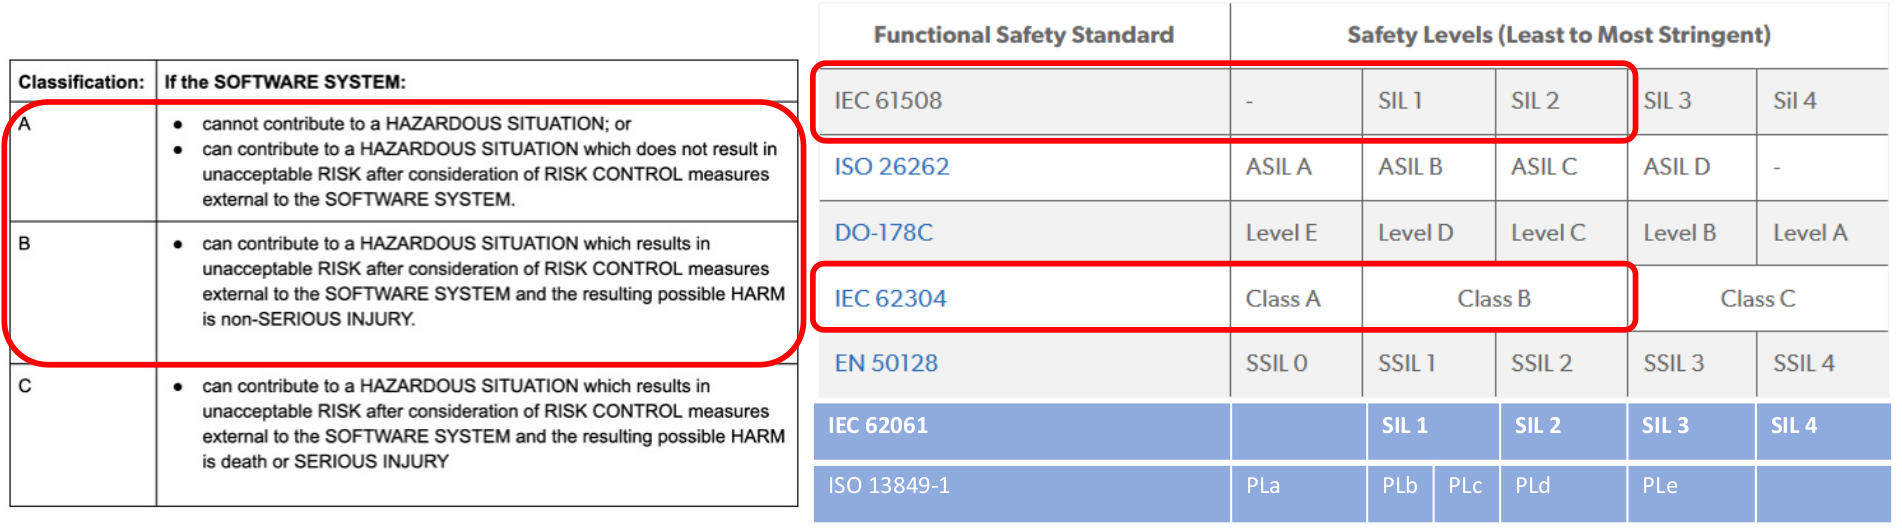 Classification: If the SOFTWARE SYSTEM:
A
● cannot contribute to a HAZARDOUS SITUATION; or
● can contribute to a HAZARDOUS SITUATION which does not result in
unacceptable RISK after consideration of RISK CONTROL measures
external to the SOFTWARE SYSTEM.
B
● can contribute to a HAZARDOUS SITUATION which results in
unacceptable RISK after consideration of RISK CONTROL measures
external to the SOFTWARE SYSTEM and the resulting possible HARM
is non-SERIOUS INJURY.
C
● can contribute to a HAZARDOUS SITUATION which results in
unacceptable RISK after consideration of RISK CONTROL measures
external to the SOFTWARE SYSTEM and the resulting possible HARM
is death or SERIOUS INJURY
Functional Safety Standard Safety Levels (Least to Most Stringent)
IEC 61508 - SIL 1 SIL 2 SIL 3 Sil 4
ISO 26262 ASIL A ASIL B ASIL C ASIL D -
DO-178C Level E Level D Level C Level B Level A
IEC 62304 Class A Class B Class C
EN 50128 SSIL 0 SSIL 1 SSIL 2 SSIL 3 SSIL 4
IEC 62061 SIL 1 SIL 2 SIL 3 SIL 4
ISO 13849-1 PLa PLb PLc PLd PLe